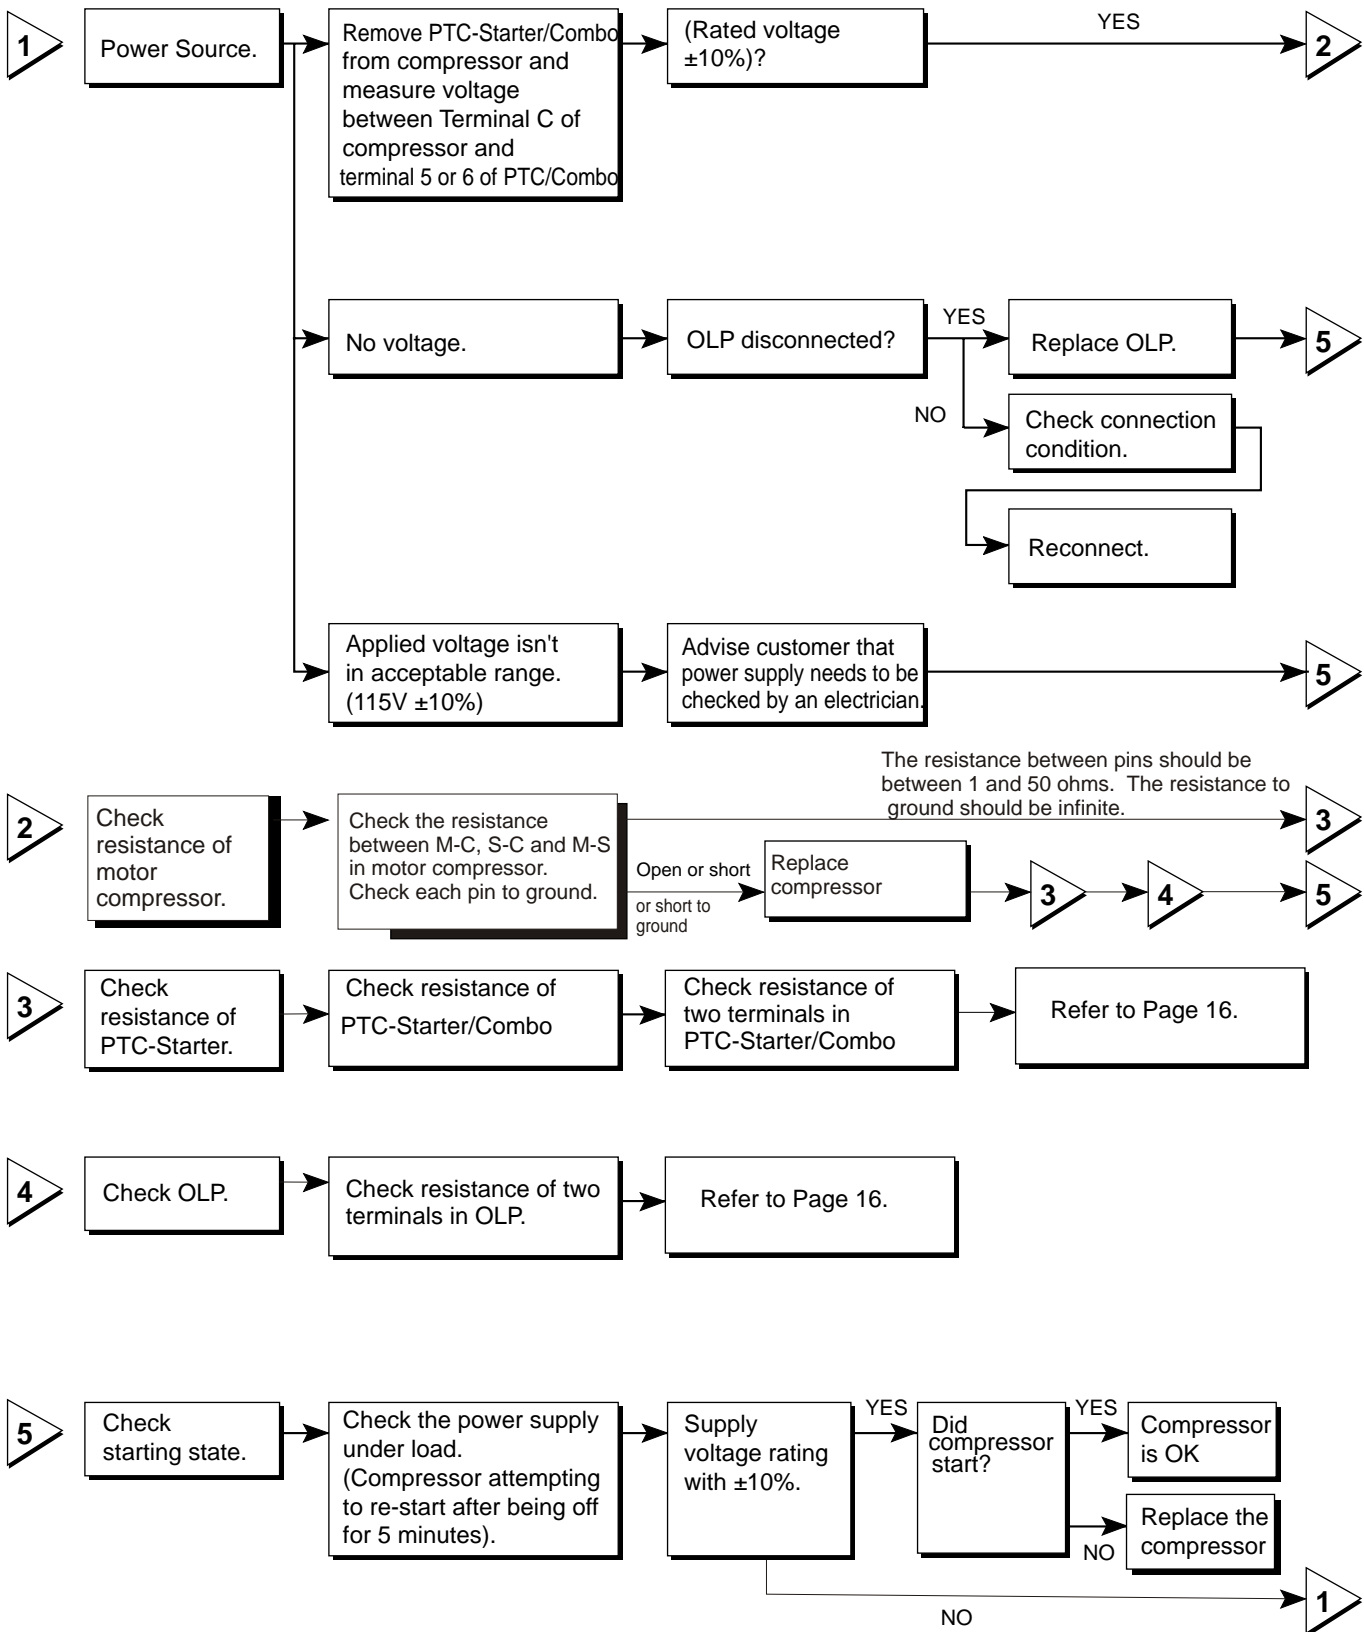 1
Power Source.
Remove PTC-Starter/Combo
from compressor and
measure voltage
between Terminal C of
compressor and
terminal 5 or 6 of PTC/Combo
(Rated voltage
±10%)?
YES
2
No voltage.
OLP disconnected?
YES
Replace OLP.
5
NO
Check connection
condition.
Reconnect.
Applied voltage isn't
in acceptable range.
(115V ±10%)
Advise customer that
power supply needs to be
checked by an electrician.
5
2
Check
resistance of
motor
compressor.
Check the resistance
between M-C, S-C and M-S
in motor compressor.
Check each pin to ground.
The resistance between pins should be
between 1 and 50 ohms. The resistance to
ground should be infinite.
3
Open or short
or short to
ground
Replace
compressor
3
4
5
3
Check
resistance of
PTC-Starter.
Check resistance of
PTC-Starter/Combo
Check resistance of
two terminals in
PTC-Starter/Combo
Refer to Page 16.
4
Check OLP.
Check resistance of two
terminals in OLP.
Refer to Page 16.
5
Check
starting state.
Check the power supply
under load.
(Compressor attempting
to re-start after being off
for 5 minutes).
Supply
voltage rating
with ±10%.
YES
Did
compressor
start?
YES
Compressor
is OK
NO
Replace the
compressor
NO
1